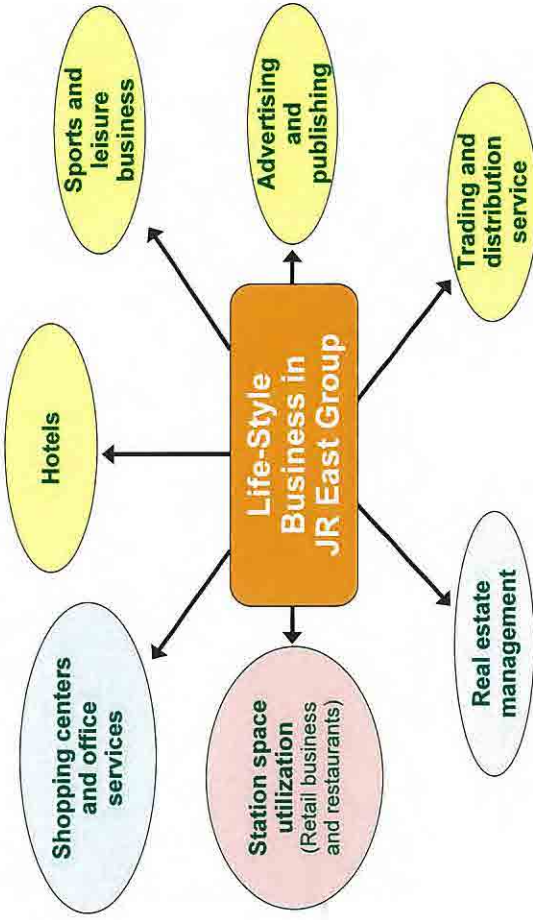 Life-Style
Business in
JR East Group
Shopping centers
and office
services
Hotels
Sports and
leisure
business
Station space
utilization
(Retail business
and restaurants)
Advertising
and
publishing
Real estate
management
Trading and
distribution
service